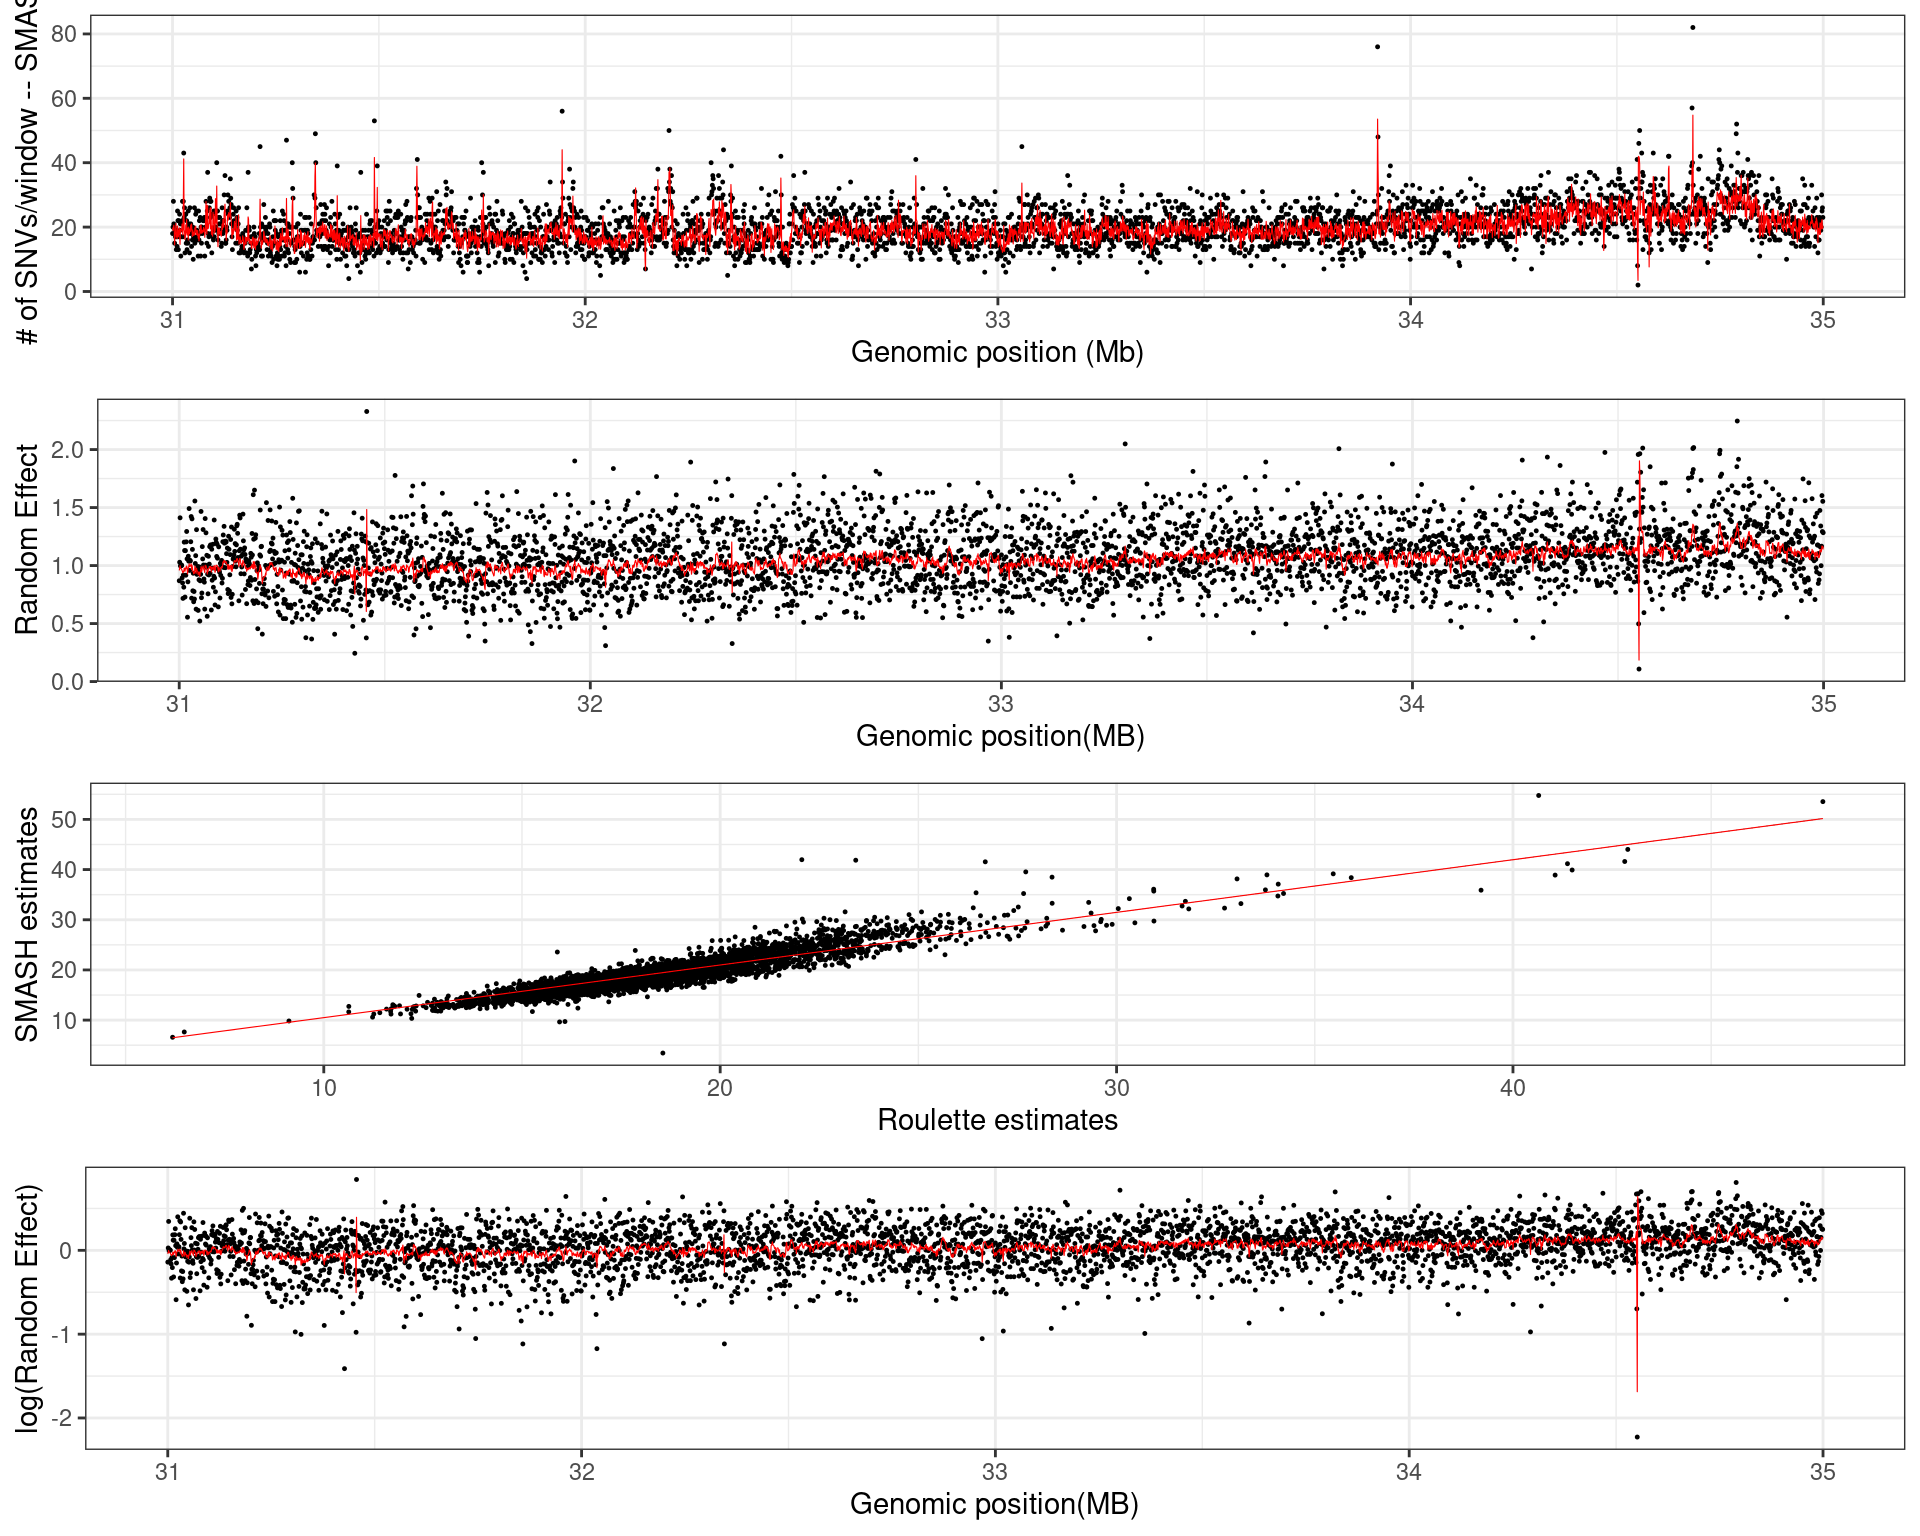 # of SNVs/window -- SMAS
80
60
40
20
0
31 32 33 34 35
Genomic position (Mb)
Random Effect
2.0
1.5
1.0
0.5
0.0
31 32 33 34 35
Genomic position(MB)
SMASH estimates
50
40
30
20
10
10 20 30 40
Roulette estimates
log(Random Effect)
0
-1
-2
31 32 33 34 35
Genomic position(MB)